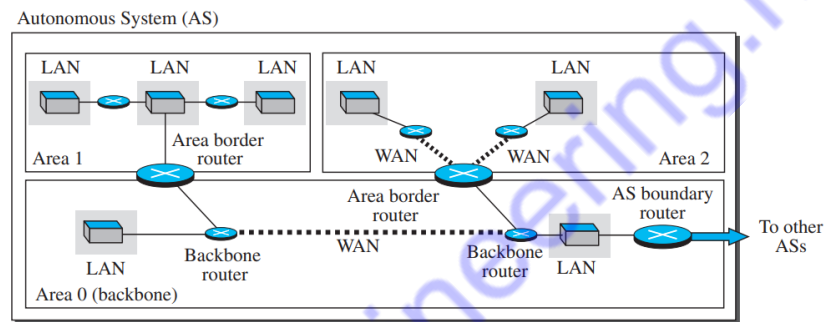 Autonomous System (AS)
LAN
LAN
LAN
Area border
router
Area 1
LAN
LAN
WAN
WAN
Area 2
Area border
router
AS boundary
router
To other
ASs
LAN
Backbone
router
WAN
Backbone
router
LAN
Area 0 (backbone)